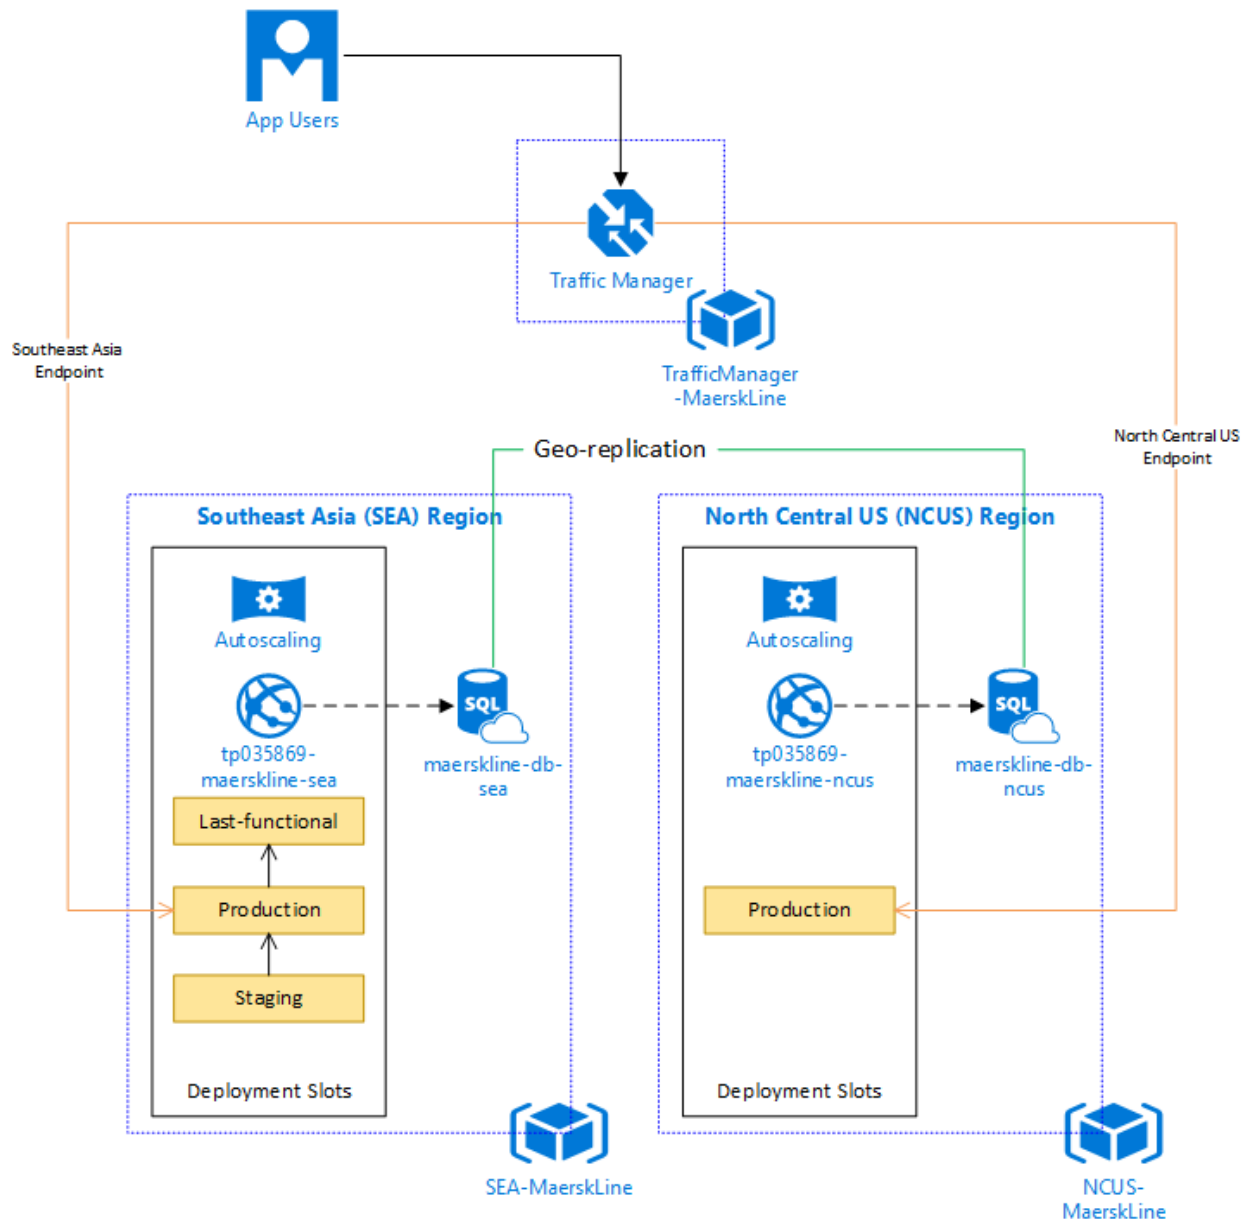 App Users
Traffic Manager
TrafficManager
-MaerskLine
Southeast Asia
Endpoint
North Central US
Endpoint
Geo-replication
Southeast Asia (SEA) Region
Autoscaling
SQL
tp035869-
maerskline-sea
maerskline-db-
sea
Last-functional
Production
Staging
Deployment Slots
SEA-MaerskLine
North Central US (NCUS) Region
Autoscaling
SQL
tp035869-
maerskline-ncus
maerskline-db-
ncus
Production
Deployment Slots
NCUS-
MaerskLine